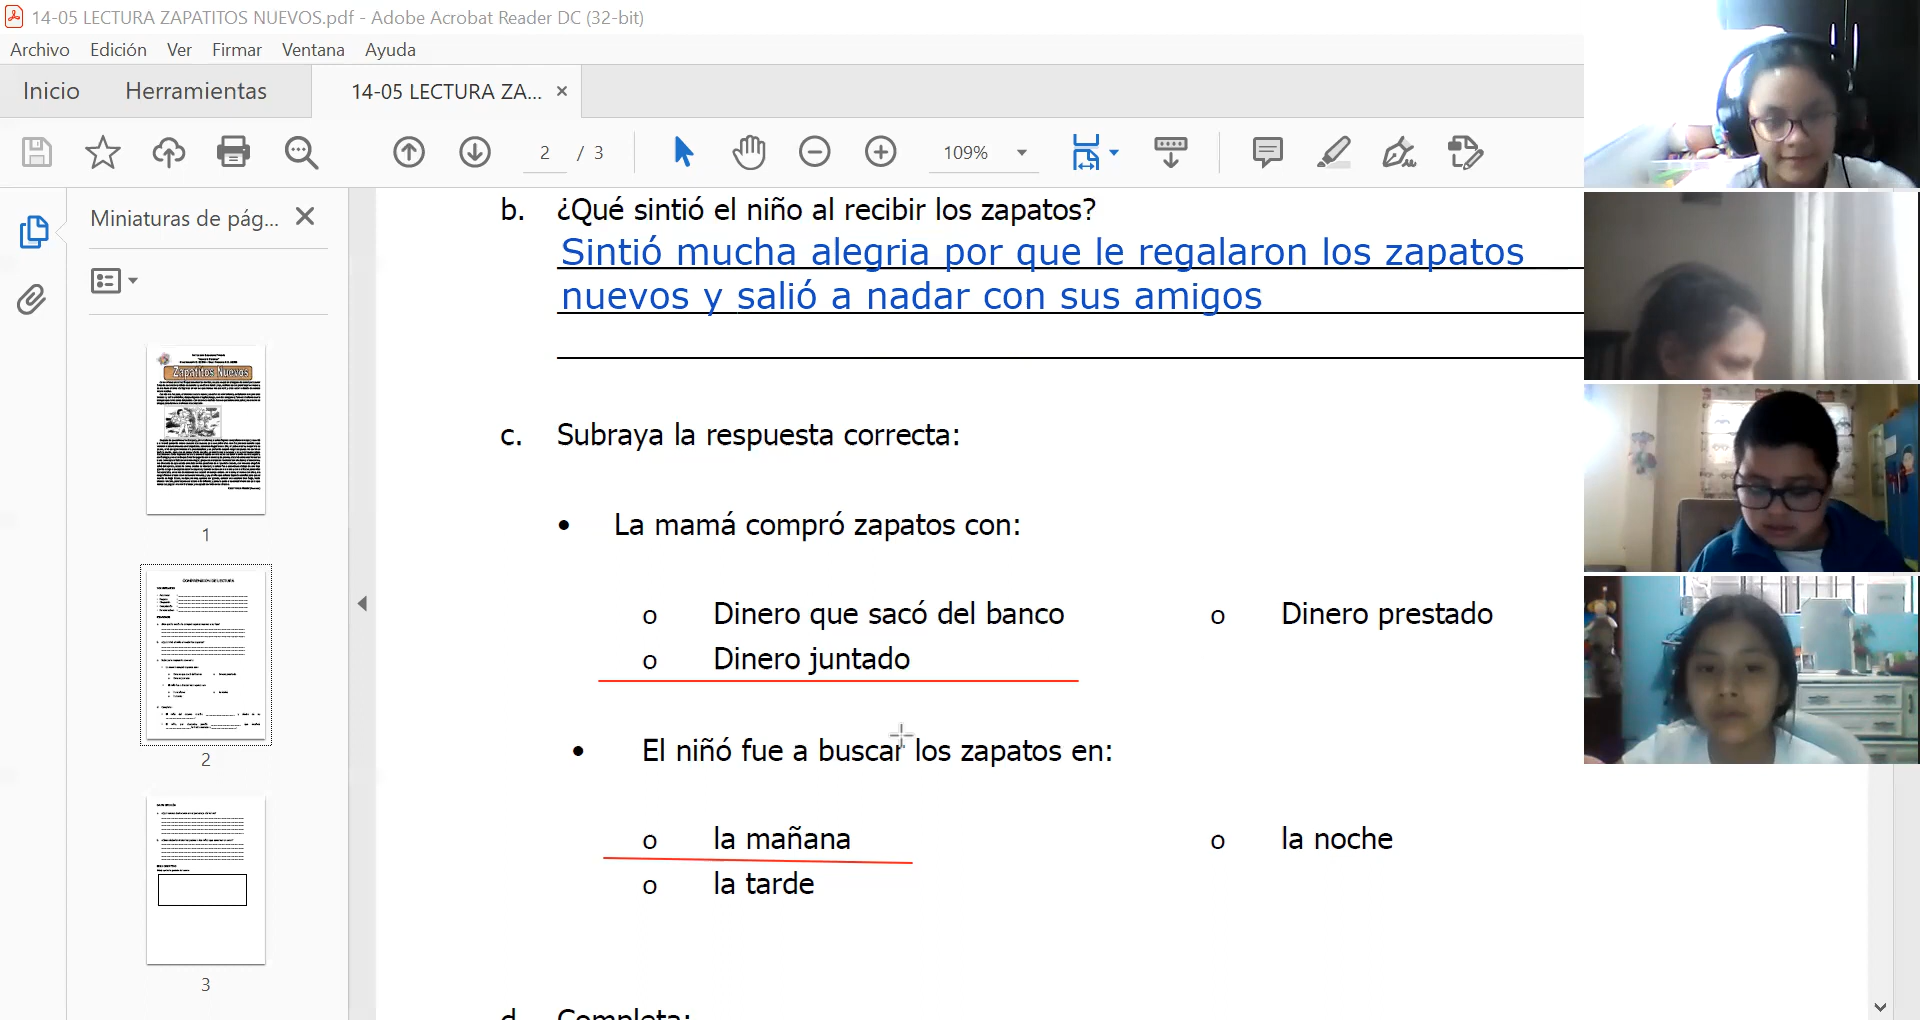 14-05 LECTURA ZAPATITOS NUEVOS.pdf - Adobe Acrobat Reader DC (32-bit)
Archivo Edición Ver Firmar Ventana Ayuda
Inicio Herramientas 14-05 LECTURA ZA... ×
2 / 3 109%
Miniaturas de pág...
Zapatitos Nuevos
1
2
3
b. ¿Qué sintió el niño al recibir los zapatos?
Sintió mucha alegria por que le regalaron los zapatos
nuevos y salió a nadar con sus amigos
c. Subraya la respuesta correcta:
• La mamá compró zapatos con:
o Dinero que sacó del banco o Dinero prestado
o Dinero juntado
• El niñó fue a buscar los zapatos en:
o la mañana o la noche
o la tarde
d. Completa: